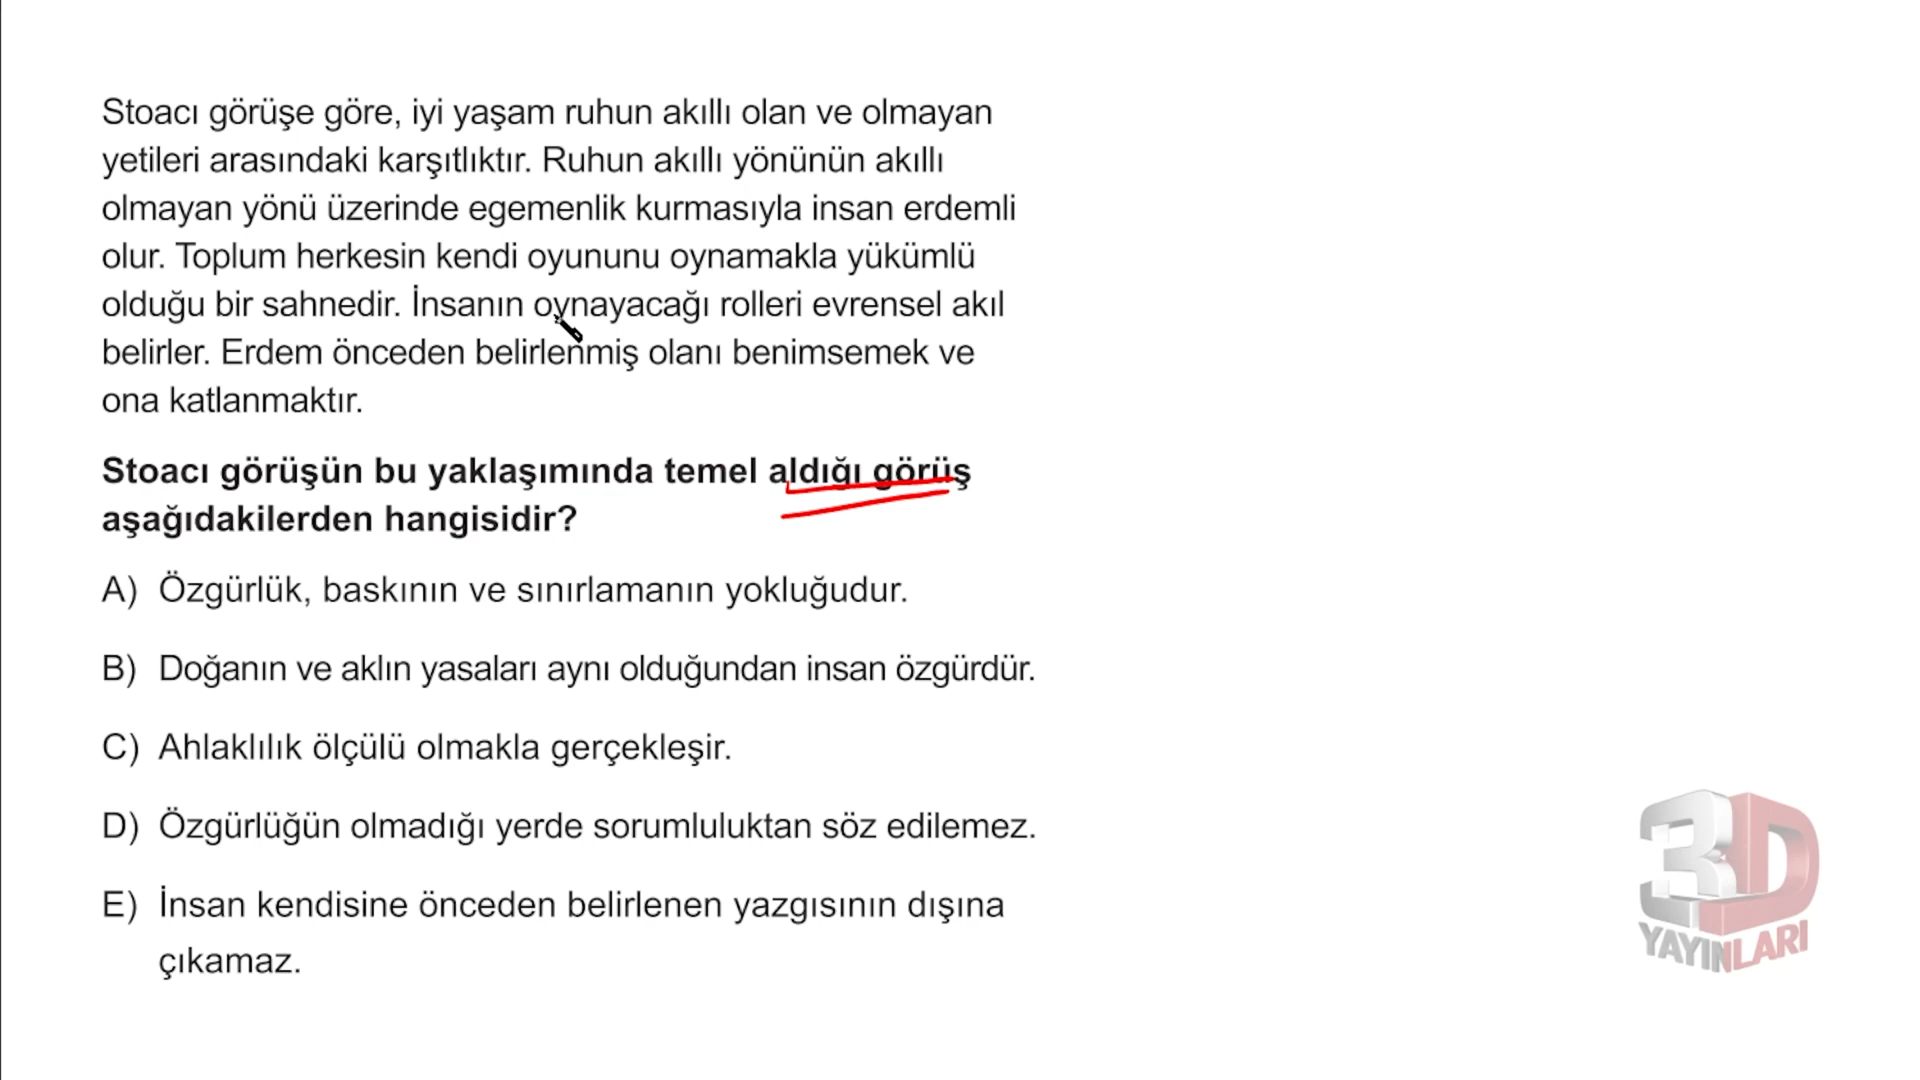 Stoacı görüşe göre, iyi yaşam ruhun akıllı olan ve olmayan
yetileri arasındaki karşıtlıktır. Ruhun akıllı yönünün akıllı
olmayan yönü üzerinde egemenlik kurmasıyla insan erdemli
olur. Toplum herkesin kendi oyununu oynamakla yükümlü
olduğu bir sahnedir. İnsanın oynayacağı rolleri evrensel akıl
belirler. Erdem önceden belirlenmiş olanı benimsemek ve
ona katlanmaktır.
Stoacı görüşün bu yaklaşımında temel aldığı görüş
aşağıdakilerden hangisidir?
A) Özgürlük, baskının ve sınırlamanın yokluğudur.
B) Doğanın ve aklın yasaları aynı olduğundan insan özgürdür.
C) Ahlaklılık ölçülü olmakla gerçekleşir.
D) Özgürlüğün olmadığı yerde sorumluluktan söz edilemez.
E) İnsan kendisine önceden belirlenen yazgısının dışına
çıkamaz.
3D
YAYINLARI